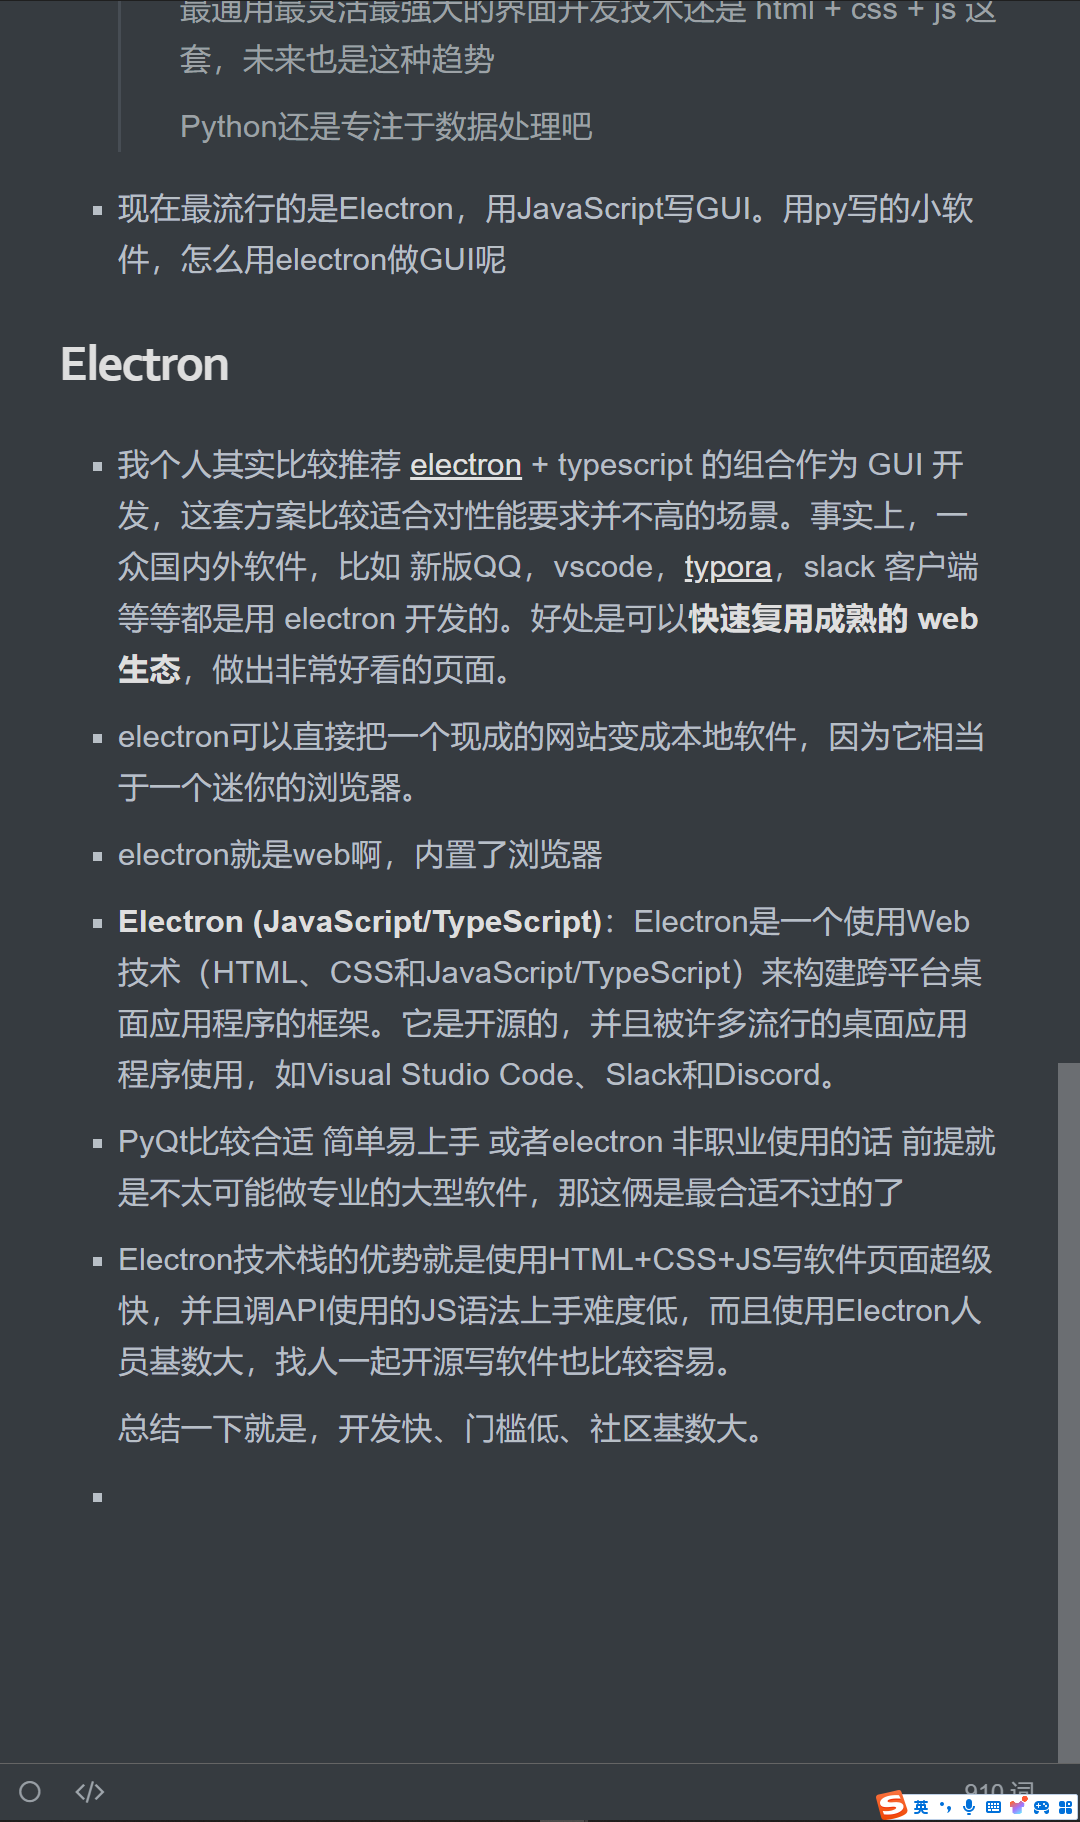 最通用最灵活最强大的界面开发技术还是 html + css + js 这
套，未来也是这种趋势
Python还是专注于数据处理吧
现在最流行的是Electron，用JavaScript写GUI。用py写的小软
件，怎么用electron做GUI呢
Electron
我个人其实比较推荐 electron + typescript 的组合作为 GUI 开
发，这套方案比较适合对性能要求并不高的场景。事实上，一
众国内外软件，比如 新版QQ，vscode，typora，slack 客户端
等等都是用 electron 开发的。好处是可以快速复用成熟的 web
生态，做出非常好看的页面。
electron可以直接把一个现成的网站变成本地软件，因为它相当
于一个迷你的浏览器。
electron就是web啊，内置了浏览器
Electron (JavaScript/TypeScript)：Electron是一个使用Web
技术（HTML、CSS和JavaScript/TypeScript）来构建跨平台桌
面应用程序的框架。它是开源的，并且被许多流行的桌面应用
程序使用，如Visual Studio Code、Slack和Discord。
PyQt比较合适 简单易上手 或者electron 非职业使用的话 前提就
是不太可能做专业的大型软件，那这俩是最合适不过的了
Electron技术栈的优势就是使用HTML+CSS+JS写软件页面超级
快，并且调API使用的JS语法上手难度低，而且使用Electron人
员基数大，找人一起开源写软件也比较容易。
总结一下就是，开发快、门槛低、社区基数大。
</> 910 词
英